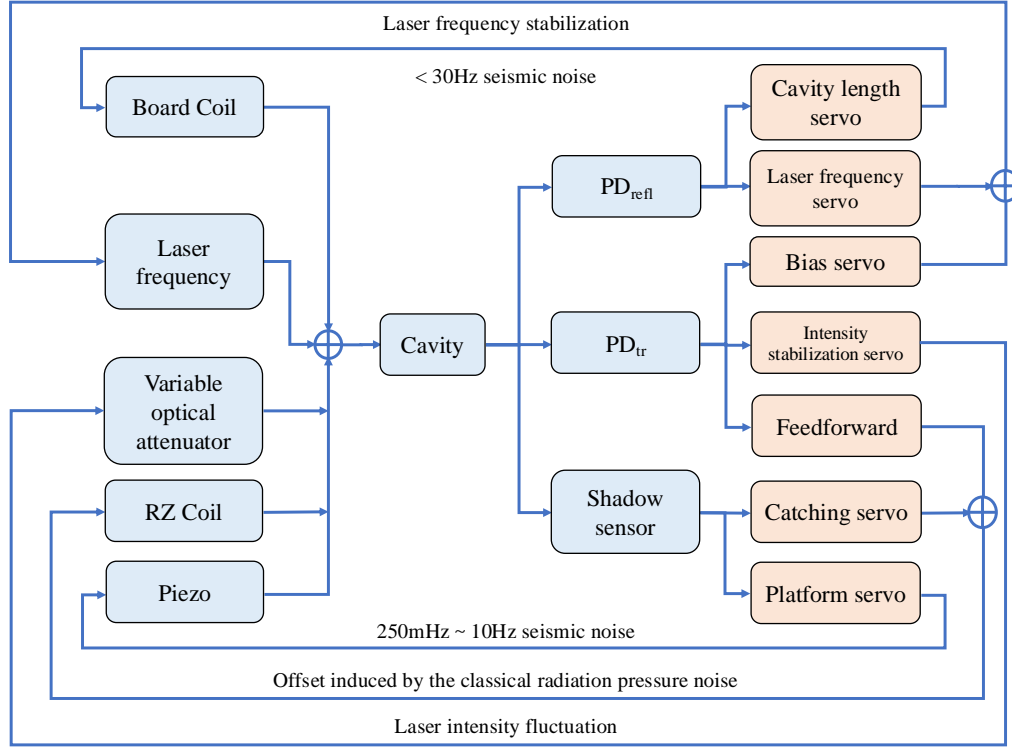 Laser frequency stabilization
< 30Hz seismic noise
Board Coil
Laser
frequency
Variable
optical
attenuator
RZ Coil
Piezo
Cavity
PDrefl
PDtr
Shadow
sensor
Cavity length
servo
Laser frequency
servo
Bias servo
Intensity
stabilization servo
Feedforward
Catching servo
Platform servo
250mHz ~ 10Hz seismic noise
Offset induced by the classical radiation pressure noise
Laser intensity fluctuation